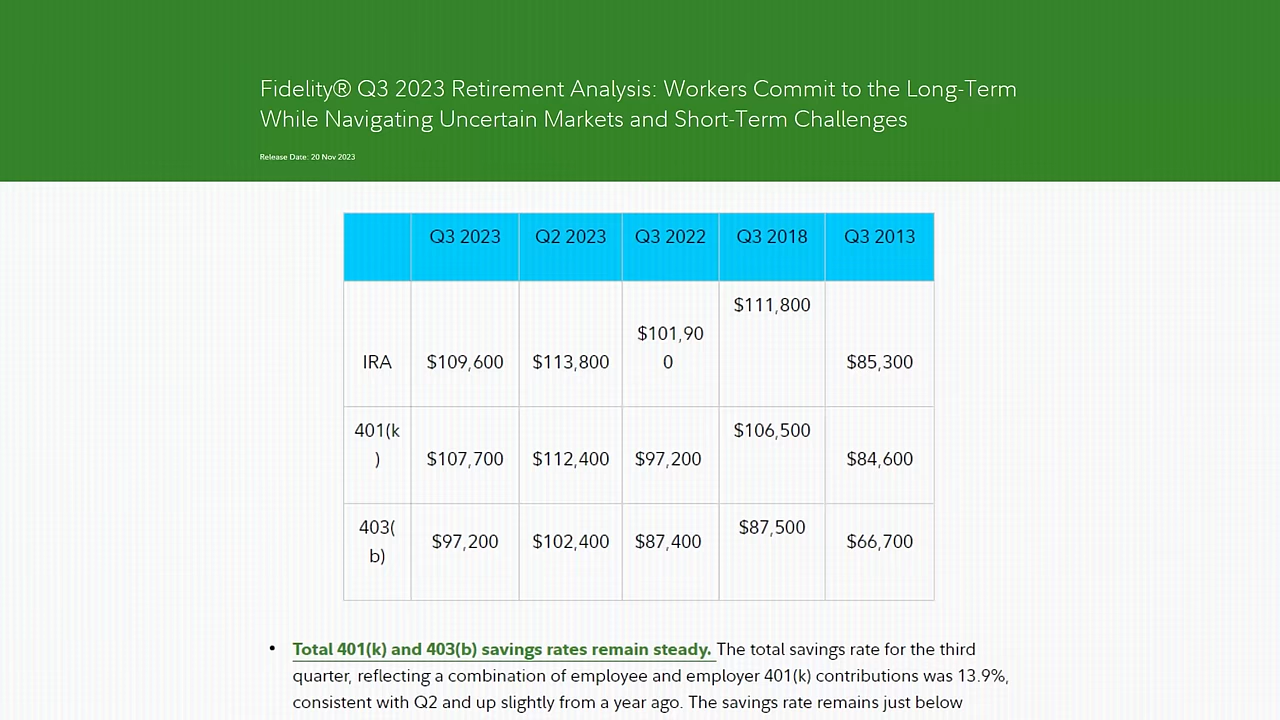 Fidelity® Q3 2023 Retirement Analysis: Workers Commit to the Long-Term
While Navigating Uncertain Markets and Short-Term Challenges
Release Date: 20 Nov 2023
Q3 2023 Q2 2023 Q3 2022 Q3 2018 Q3 2013
IRA $109,600 $113,800 $101,90
0 $111,800 $85,300
401(k
) $107,700 $112,400 $97,200 $106,500 $84,600
403(
b) $97,200 $102,400 $87,400 $87,500 $66,700
• Total 401(k) and 403(b) savings rates remain steady. The total savings rate for the third
quarter, reflecting a combination of employee and employer 401(k) contributions was 13.9%,
consistent with Q2 and up slightly from a year ago. The savings rate remains just below